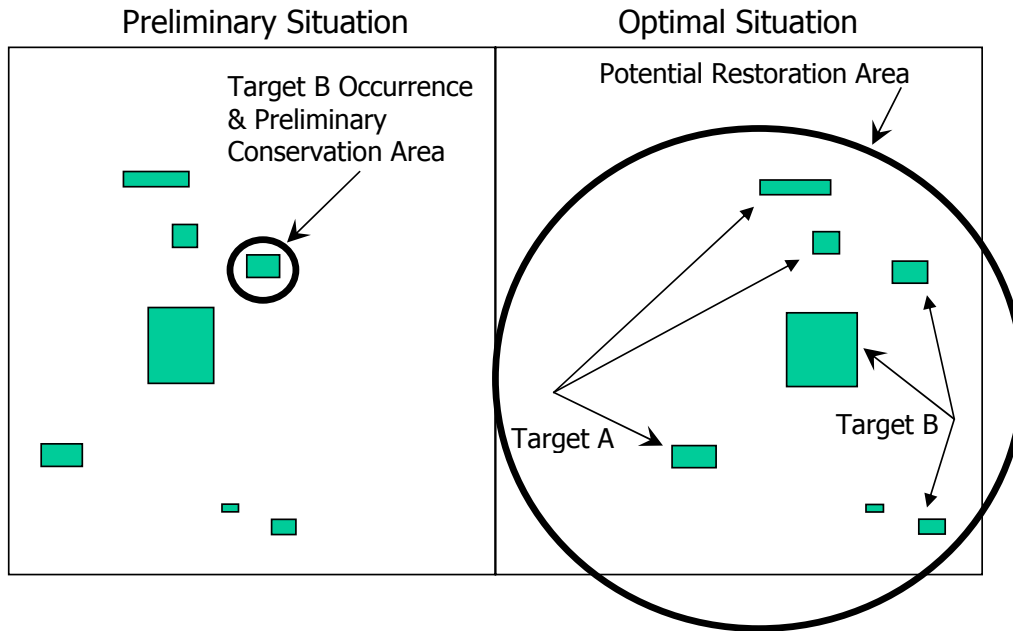 Preliminary Situation
Optimal Situation
Target B Occurrence
& Preliminary
Conservation Area
Potential Restoration Area
Target A
Target B